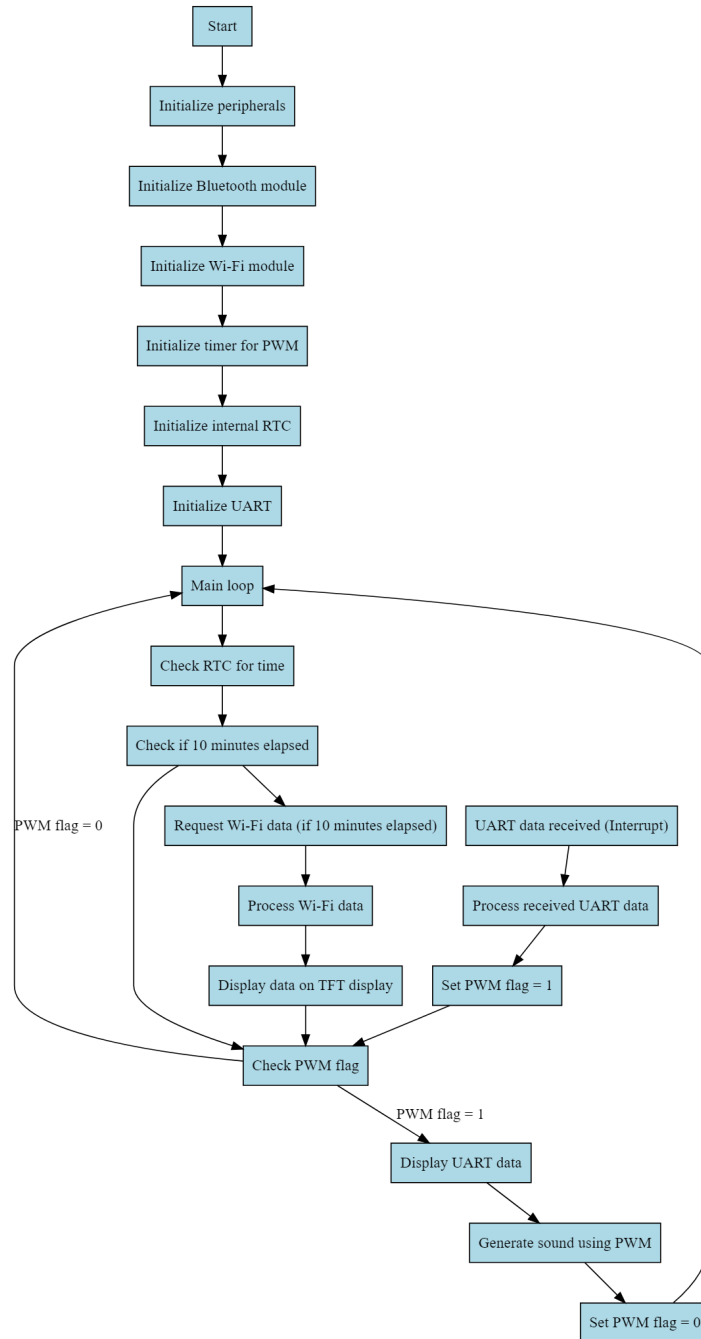 Start
Initialize peripherals
Initialize Bluetooth module
Initialize Wi-Fi module
Initialize timer for PWM
Initialize internal RTC
Initialize UART
Main loop
Check RTC for time
Check if 10 minutes elapsed
PWM flag = 0
Request Wi-Fi data (if 10 minutes elapsed)
UART data received (Interrupt)
Process Wi-Fi data
Process received UART data
Display data on TFT display
Set PWM flag = 1
Check PWM flag
PWM flag = 1
Display UART data
Generate sound using PWM
Set PWM flag = 0